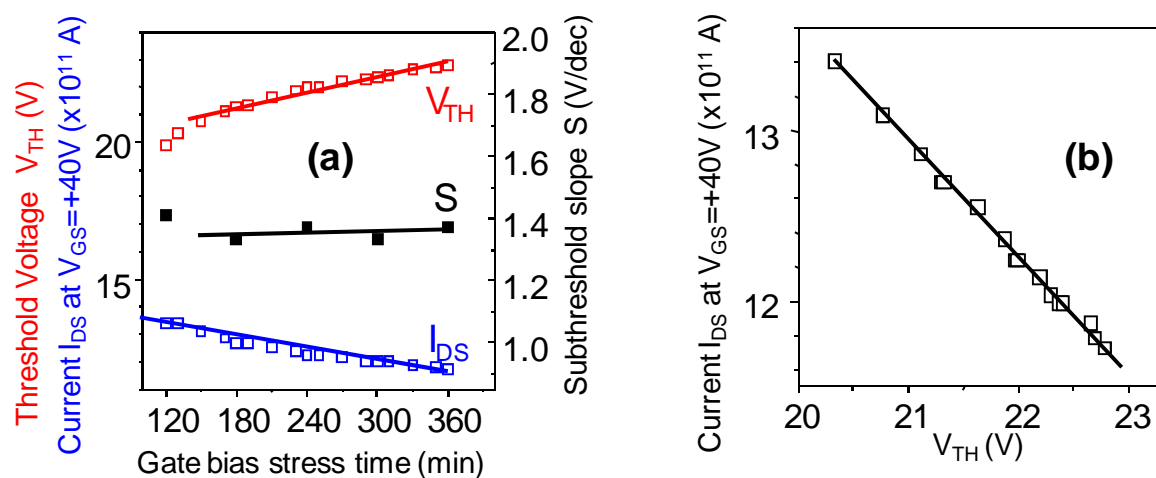 Threshold Voltage V_TH (V)
Current I_DS at V_GS=+40V (x10^11 A)
20
15
V_TH
(a)
S
I_DS
2.0
1.8
1.6
1.4
1.2
1.0
Subthreshold slope S (V/dec)
120 180 240 300 360
Gate bias stress time (min)
Current I_DS at V_GS=+40V (x10^11 A)
13
12
(b)
20 21 22 23
V_TH (V)